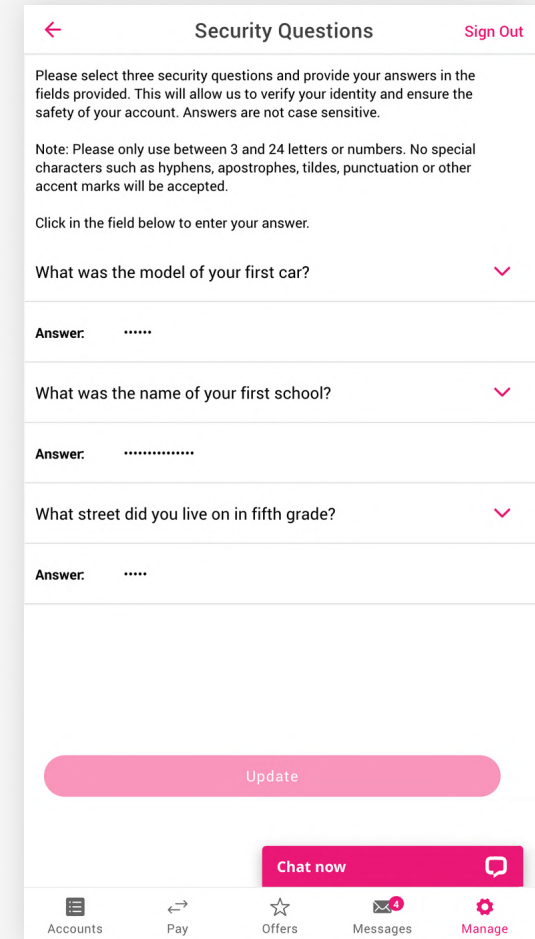 Security Questions
Sign Out
Please select three security questions and provide your answers in the
fields provided. This will allow us to verify your identity and ensure the
safety of your account. Answers are not case sensitive.
Note: Please only use between 3 and 24 letters or numbers. No special
characters such as hyphens, apostrophes, tildes, punctuation or other
accent marks will be accepted.
Click in the field below to enter your answer.
What was the model of your first car?
Answer: ••••••
What was the name of your first school?
Answer: •••••••••••••••
What street did you live on in fifth grade?
Answer: •••••
Update
Chat now
4
Accounts Pay Offers Messages Manage